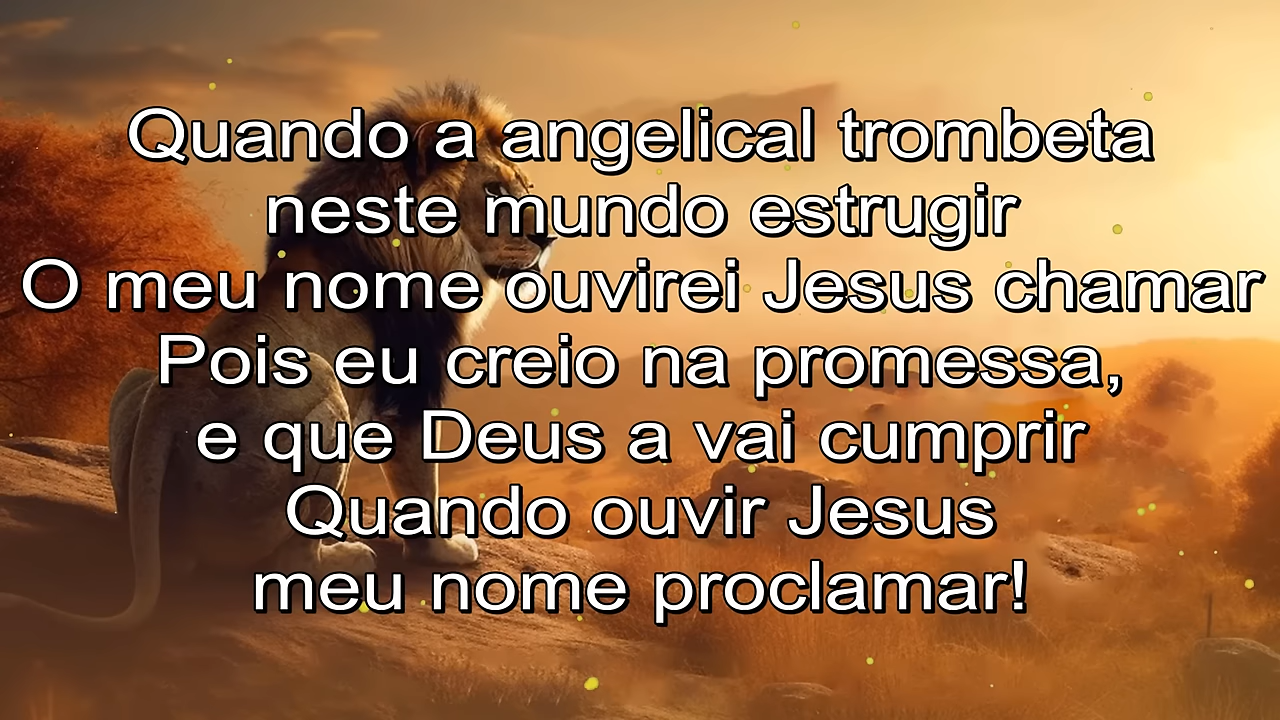 Quando a angelical trombeta
neste mundo estrugir
O meu nome ouvirei Jesus chamar
Pois eu creio na promessa,
e que Deus a vai cumprir
Quando ouvir Jesus
meu nome proclamar!